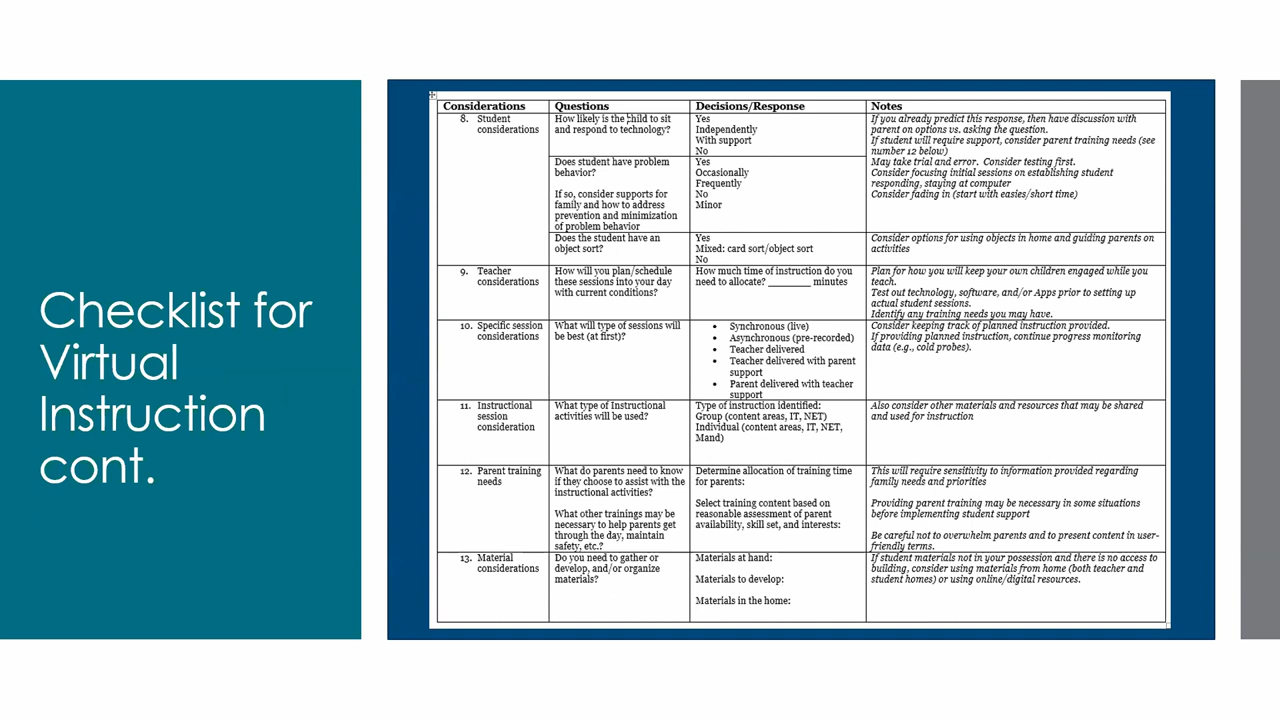 Checklist for
Virtual
Instruction
cont.
Considerations
Questions
Decisions/Response
Notes
8. Student
considerations
How likely is the child to sit
and respond to technology?
Yes
Independently
With support
No
If you already predict this response, then have discussion with
parent on options vs. asking the question.
If student will require support, consider parent training needs (see
number 12 below)
Does student have problem
behavior?
If so, consider supports for
family and how to address
prevention and minimization
of problem behavior
Yes
Occasionally
Frequently
No
Minor
May take trial and error. Consider testing first.
Consider focusing initial sessions on establishing student
responding, staying at computer
Consider fading in (start with easies/short time)
Does the student have an
object sort?
Yes
Mixed: card sort/object sort
No
Consider options for using objects in home and guiding parents on
activities
9. Teacher
considerations
How will you plan/schedule
these sessions into your day
with current conditions?
How much time of instruction do you
need to allocate? ________ minutes
Plan for how you will keep your own children engaged while you
teach.
Test out technology, software, and/or Apps prior to setting up
actual student sessions.
Identify any training needs you may have.
10. Specific session
considerations
What will type of sessions will
be best (at first)?
• Synchronous (live)
• Asynchronous (pre-recorded)
• Teacher delivered
• Teacher delivered with parent
support
• Parent delivered with teacher
support
Consider keeping track of planned instruction provided.
If providing planned instruction, continue progress monitoring
data (e.g., cold probes).
11. Instructional
session
consideration
What type of Instructional
activities will be used?
Type of instruction identified:
Group (content areas, IT, NET)
Individual (content areas, IT, NET,
Mand)
Also consider other materials and resources that may be shared
and used for instruction
12. Parent training
needs
What do parents need to know
if they choose to assist with the
instructional activities?
What other trainings may be
necessary to help parents get
through the day, maintain
safety, etc.?
Determine allocation of training time
for parents:
Select training content based on
reasonable assessment of parent
availability, skill set, and interests:
This will require sensitivity to information provided regarding
family needs and priorities
Providing parent training may be necessary in some situations
before implementing student support
Be careful not to overwhelm parents and to present content in user-
friendly terms.
13. Material
considerations
Do you need to gather or
develop, and/or organize
materials?
Materials at hand:
Materials to develop:
Materials in the home:
If student materials not in your possession and there is no access to
building, consider using materials from home (both teacher and
student homes) or using online/digital resources.